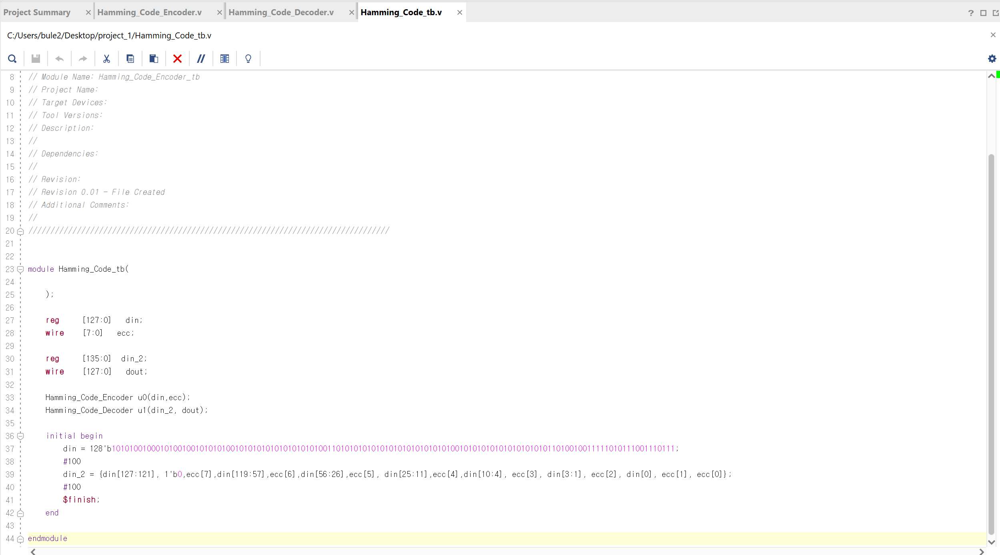 Project Summary × Hamming_Code_Encoder.v × Hamming_Code_Decoder.v × Hamming_Code_tb.v ×
C:/Users/bule2/Desktop/project_1/Hamming_Code_tb.v
8 // Module Name: Hamming_Code_Encoder_tb
9 // Project Name:
10 // Target Devices:
11 // Tool Versions:
12 // Description:
13 //
14 // Dependencies:
15 //
16 // Revision:
17 // Revision 0.01 - File Created
18 // Additional Comments:
19 //
20 //////////////////////////////////////////////////////////////////////////////////
21
22
23 module Hamming_Code_tb(
24
25     );
26
27     reg     [127:0]   din;
28     wire    [7:0]   ecc;
29
30     reg     [135:0]  din_2;
31     wire    [127:0]   dout;
32
33     Hamming_Code_Encoder u0(din,ecc);
34     Hamming_Code_Decoder u1(din_2, dout);
35
36     initial begin
37         din = 128'b10101001000101001001010101001010101010101010101001101010101010101010101010101001010101010101010101011010010011111010111001110111;
38         #100
39         din_2 = {din[127:121], 1'b0,ecc[7],din[119:57],ecc[6],din[56:26],ecc[5], din[25:11],ecc[4],din[10:4], ecc[3], din[3:1], ecc[2], din[0], ecc[1], ecc[0]};
40         #100
41         $finish;
42     end
43
44 endmodule